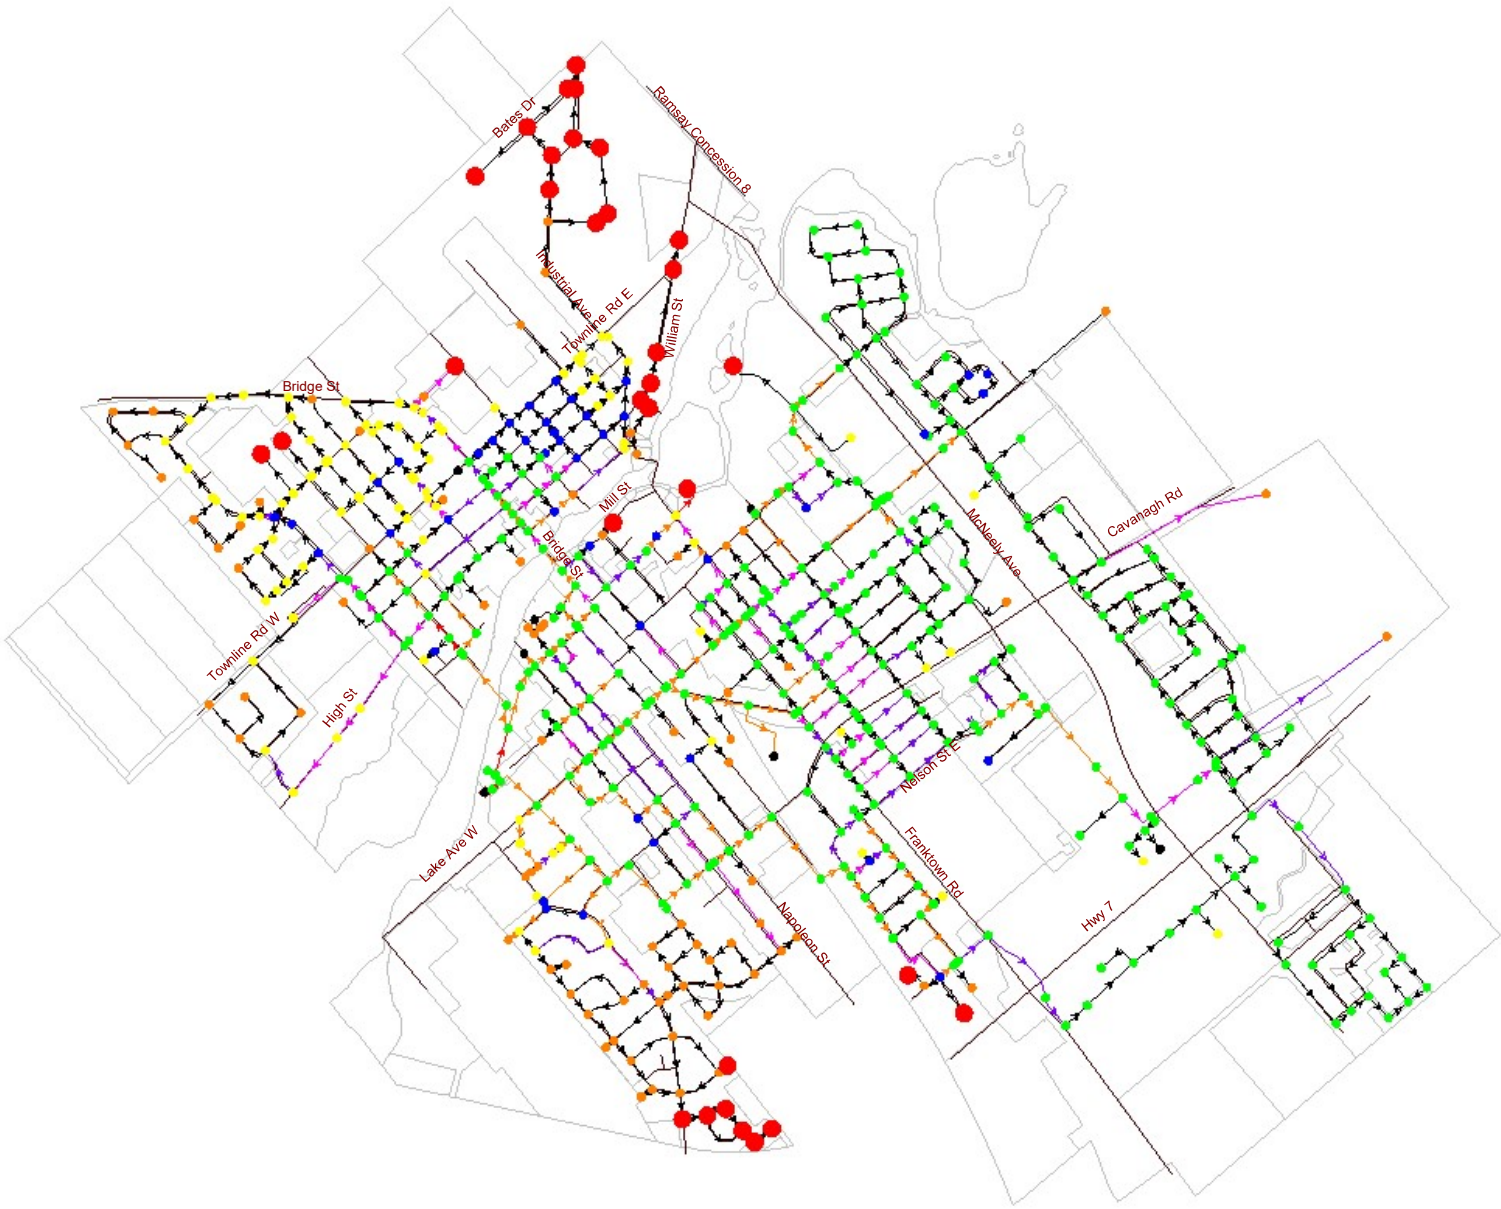 Ramsay Concession 8
Bates Dr
Industrial Ave
Townline Rd E
William St
Bridge St
Mill St
Cavanagh Rd
McNeely Ave
Bridge St
Townline Rd W
High St
Nelson St E
Lake Ave W
Franktown Rd
Hwy 7
Napoleon St